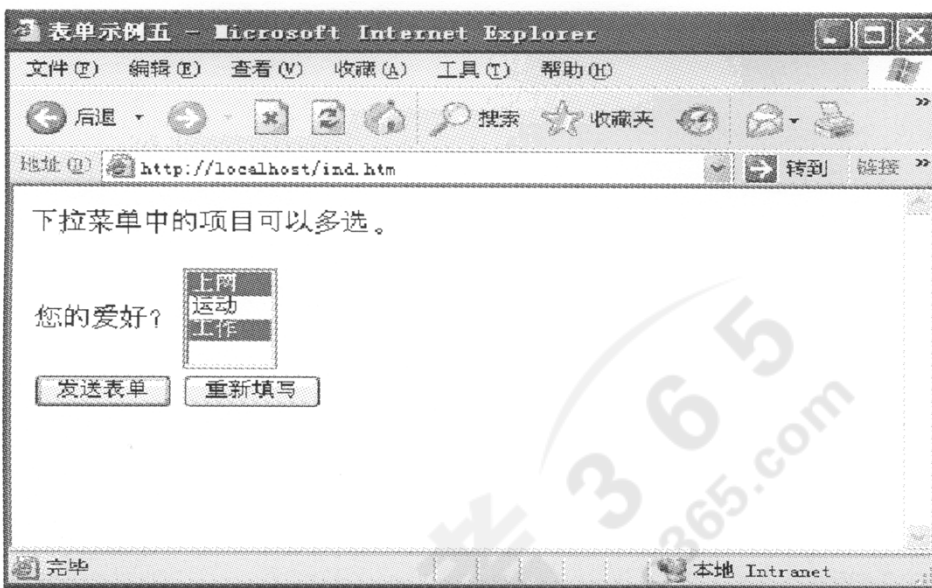 表单示例五 - Microsoft Internet Explorer
文件(F) 编辑(E) 查看(V) 收藏(A) 工具(T) 帮助(H)
后退 搜索 收藏夹 »
地址(D) http://localhost/ind.htm 转到 链接 »
下拉菜单中的项目可以多选。
上网
运动
您的爱好?
工作
发送表单 重新填写
365
365.com
完毕 本地 Intranet